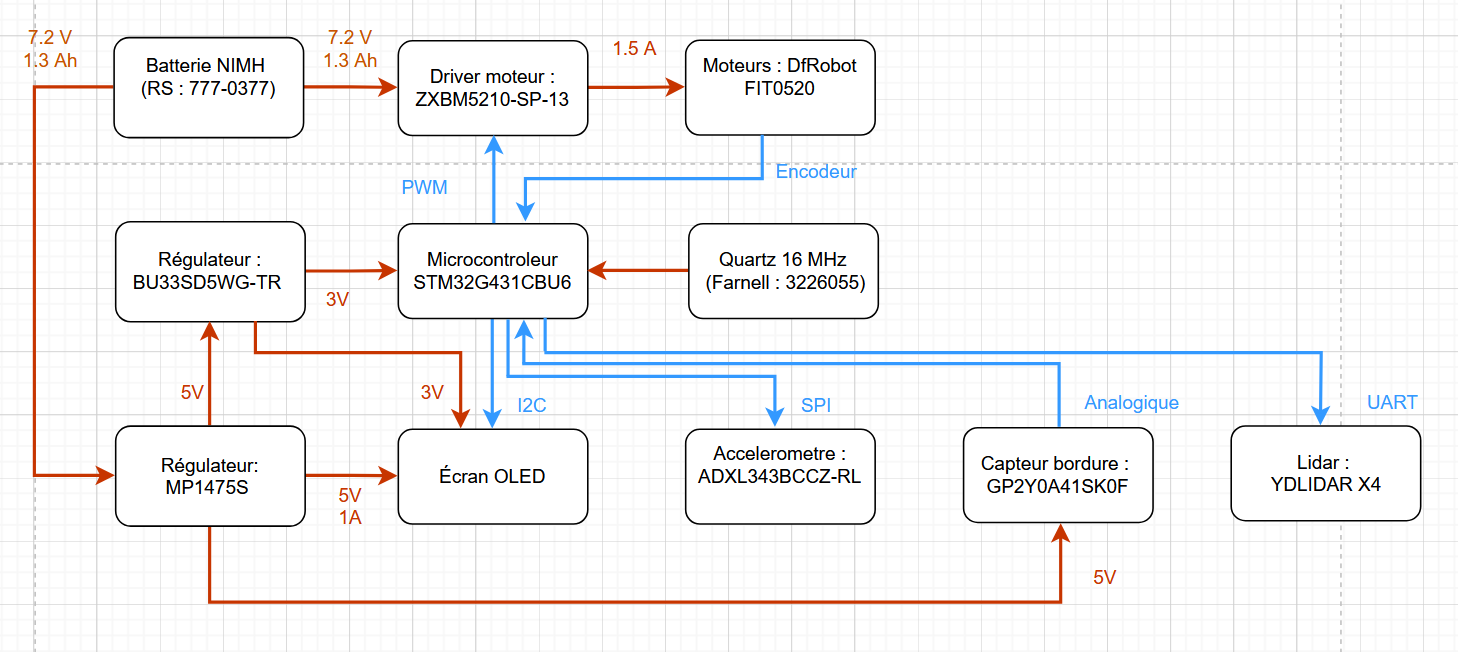 7.2 V
1.3 Ah
Batterie NIMH
(RS : 777-0377)
7.2 V
1.3 Ah
Driver moteur :
ZXBM5210-SP-13
1.5 A
Moteurs : DfRobot
FIT0520
PWM
Encodeur
Régulateur :
BU33SD5WG-TR
3V
Microcontroleur
STM32G431CBU6
Quartz 16 MHz
(Farnell : 3226055)
5V
3V
I2C
SPI
Analogique
UART
Régulateur:
MP1475S
5V
1A
Écran OLED
Accelerometre :
ADXL343BCCZ-RL
Capteur bordure :
GP2Y0A41SK0F
Lidar :
YDLIDAR X4
5V